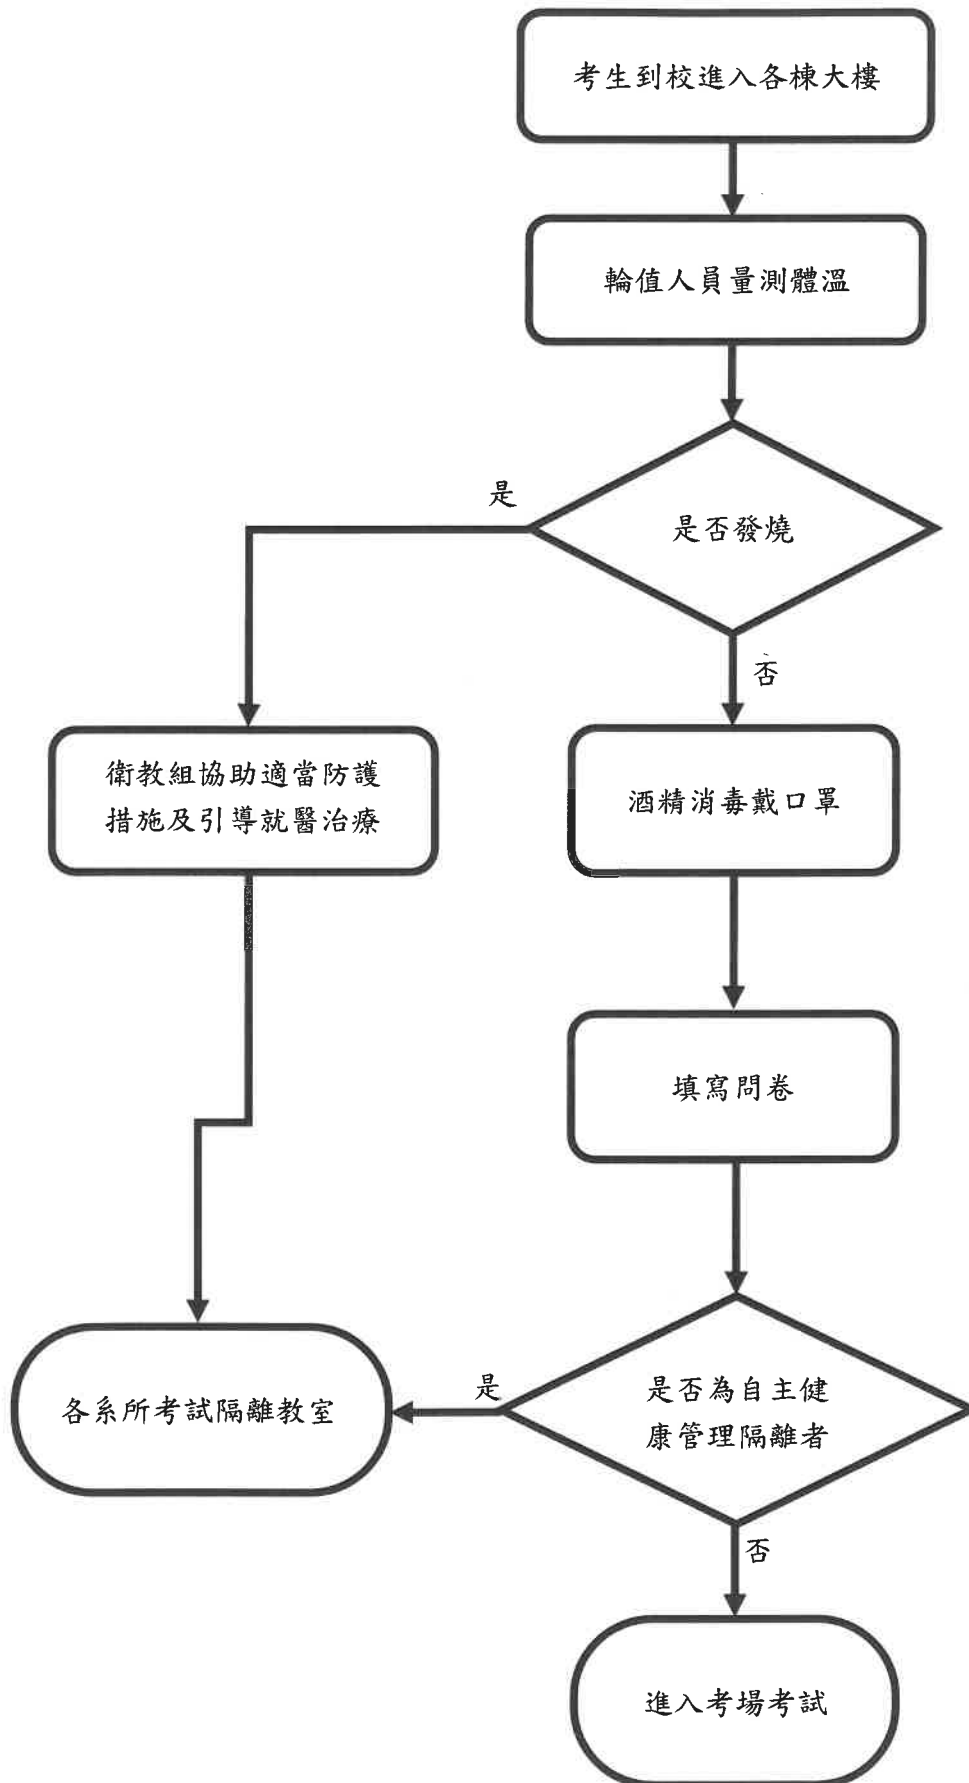 考生到校進入各棟大樓
輪值人員量測體溫
是否發燒
是
否
衛教組協助適當防護
措施及引導就醫治療
酒精消毒戴口罩
填寫問卷
是否為自主健
康管理隔離者
是
各系所考試隔離教室
否
進入考場考試